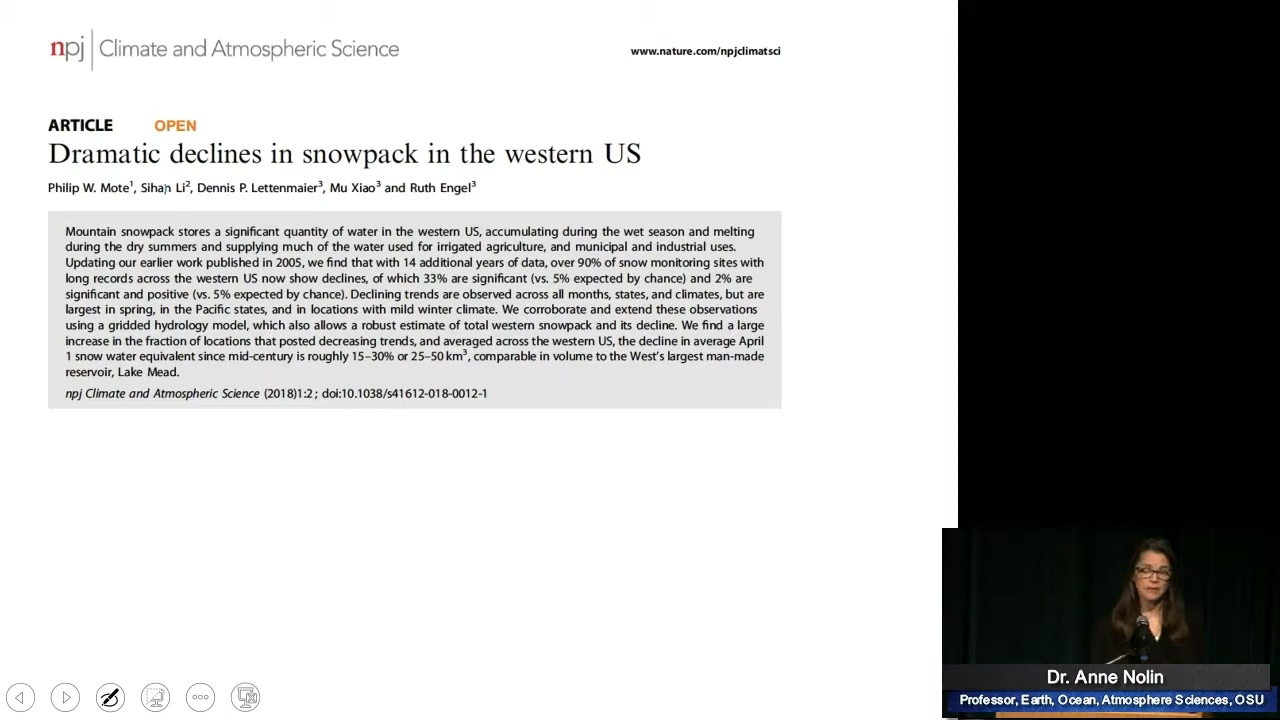 npj | Climate and Atmospheric Science
www.nature.com/npjclimatsci
ARTICLE OPEN
Dramatic declines in snowpack in the western US
Philip W. Mote1, Sihan Li2, Dennis P. Lettenmaier3, Mu Xiao3 and Ruth Engel3
Mountain snowpack stores a significant quantity of water in the western US, accumulating during the wet season and melting
during the dry summers and supplying much of the water used for irrigated agriculture, and municipal and industrial uses.
Updating our earlier work published in 2005, we find that with 14 additional years of data, over 90% of snow monitoring sites with
long records across the western US now show declines, of which 33% are significant (vs. 5% expected by chance) and 2% are
significant and positive (vs. 5% expected by chance). Declining trends are observed across all months, states, and climates, but are
largest in spring, in the Pacific states, and in locations with mild winter climate. We corroborate and extend these observations
using a gridded hydrology model, which also allows a robust estimate of total western snowpack and its decline. We find a large
increase in the fraction of locations that posted decreasing trends, and averaged across the western US, the decline in average April
1 snow water equivalent since mid-century is roughly 15–30% or 25–50 km3, comparable in volume to the West's largest man-made
reservoir, Lake Mead.
npj Climate and Atmospheric Science (2018)1:2 ; doi:10.1038/s41612-018-0012-1
Dr. Anne Nolin
Professor, Earth, Ocean, Atmosphere Sciences, OSU